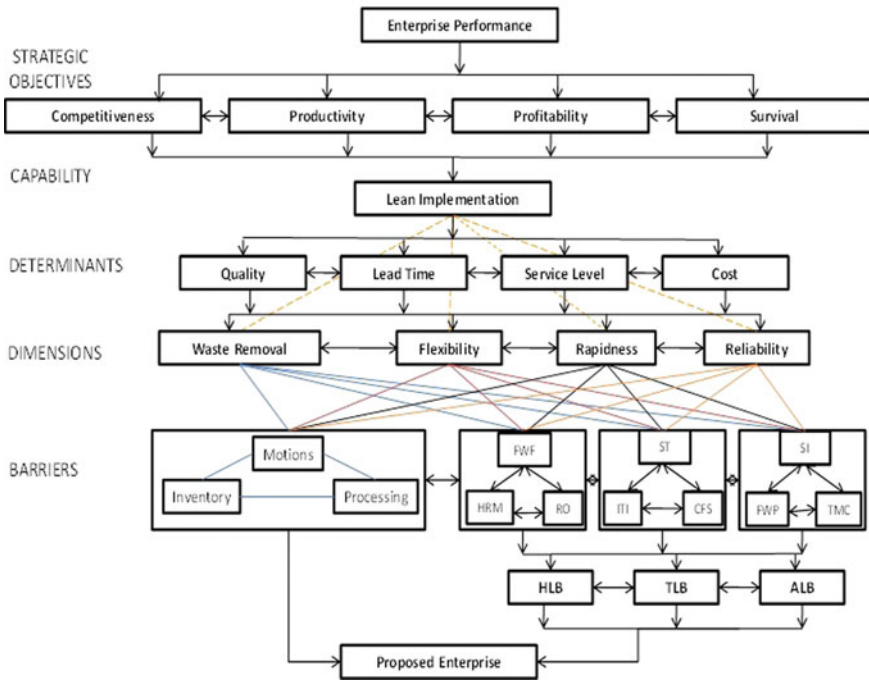 Enterprise Performance
STRATEGIC
OBJECTIVES
Competitiveness
Productivity
Profitability
Survival
CAPABILITY
Lean Implementation
DETERMINANTS
Quality
Lead Time
Service Level
Cost
DIMENSIONS
Waste Removal
Flexibility
Rapidness
Reliability
BARRIERS
Motions
Inventory
Processing
FWF
HRM
RO
ST
ITI
CFS
SI
FWP
TMC
HLB
TLB
ALB
Proposed Enterprise